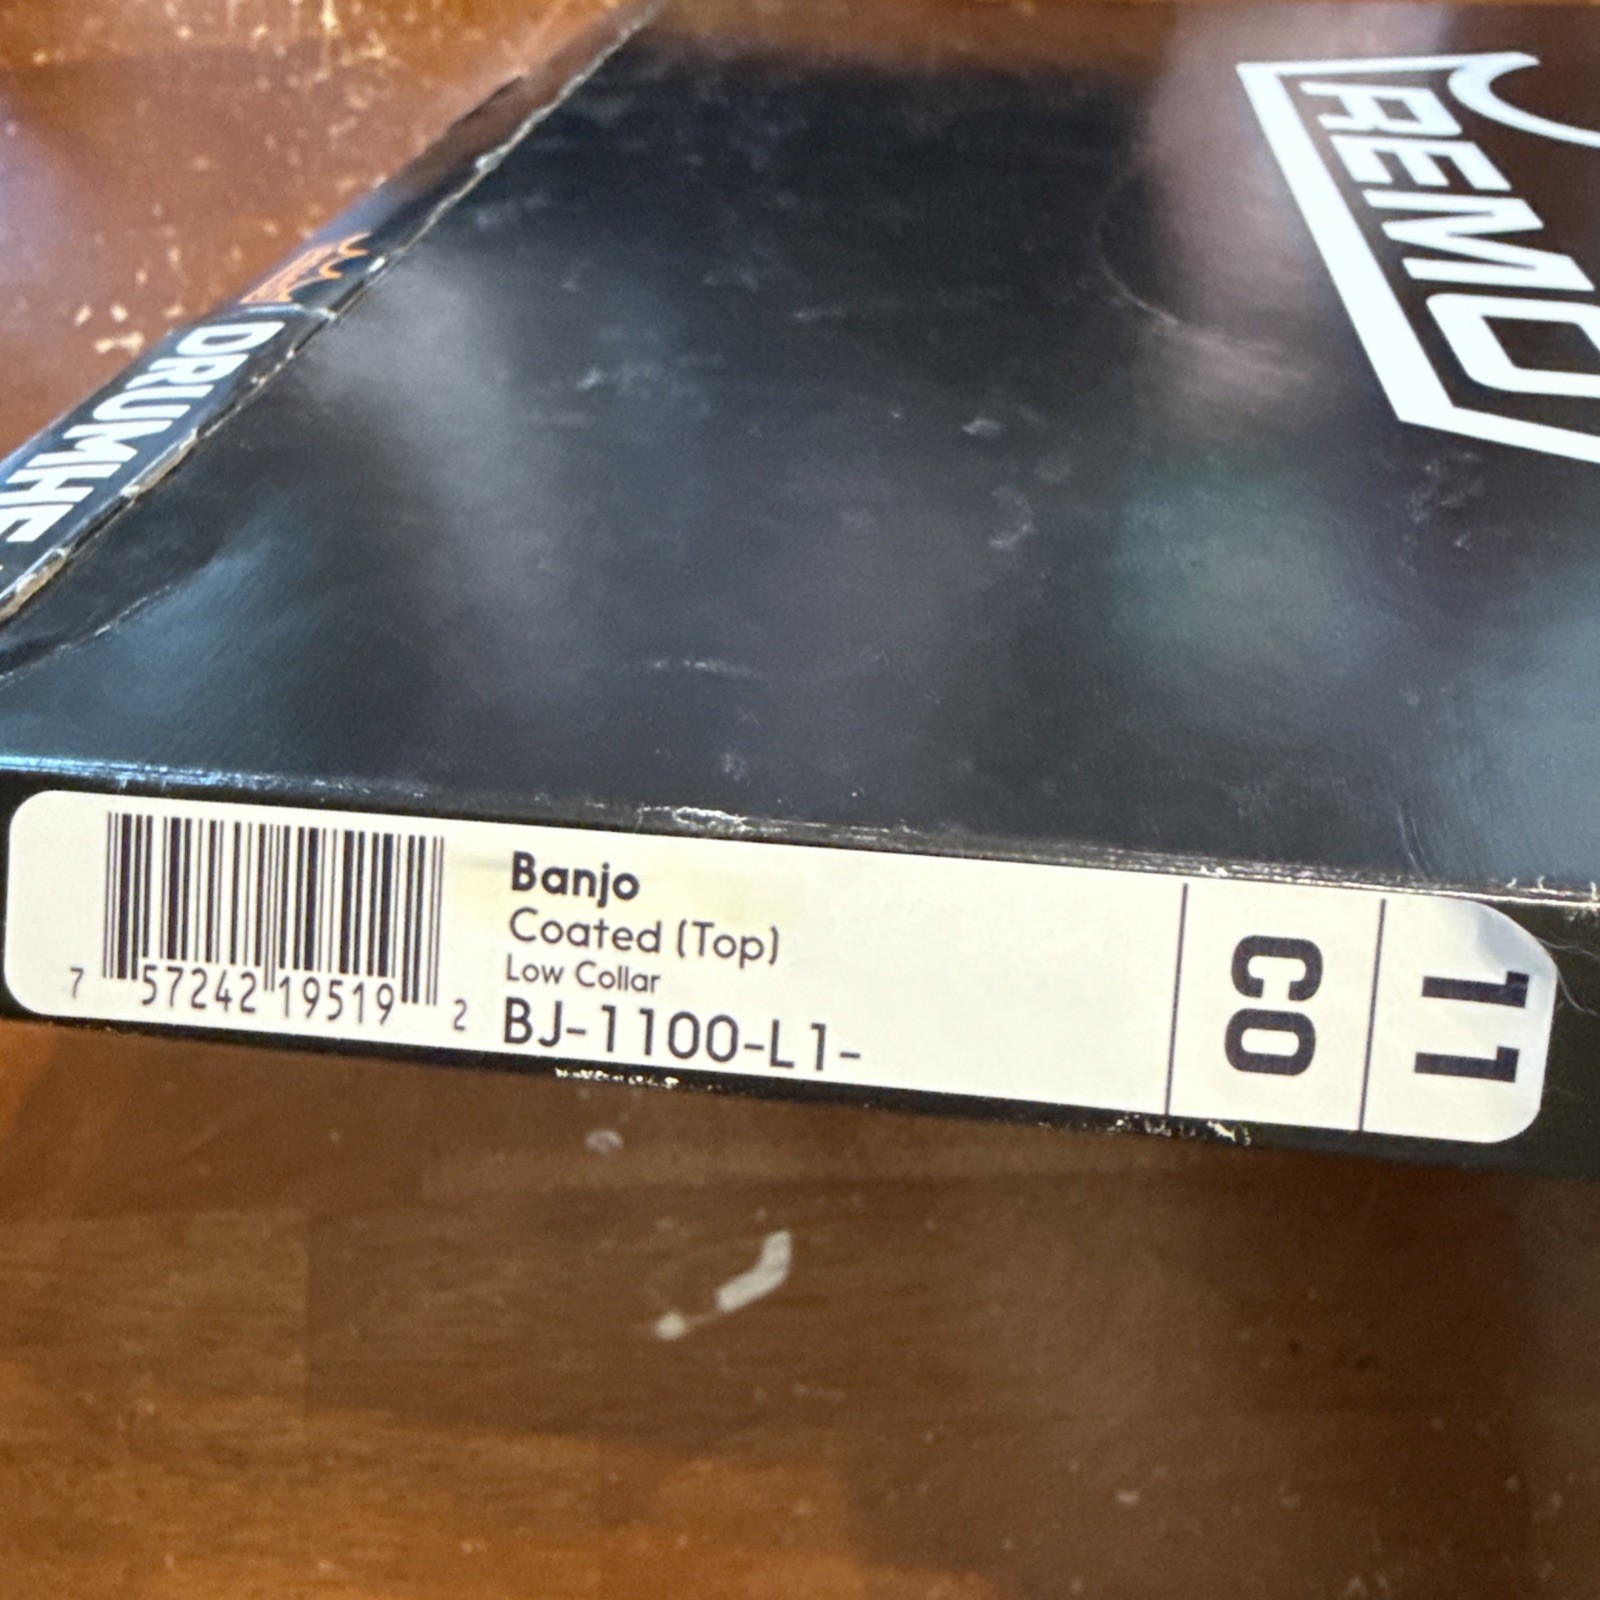 REMO
DRUMHE
Banjo
Coated (Top)
Low Collar
BJ-1100-L1-
7 57242 19519 2
CO
11